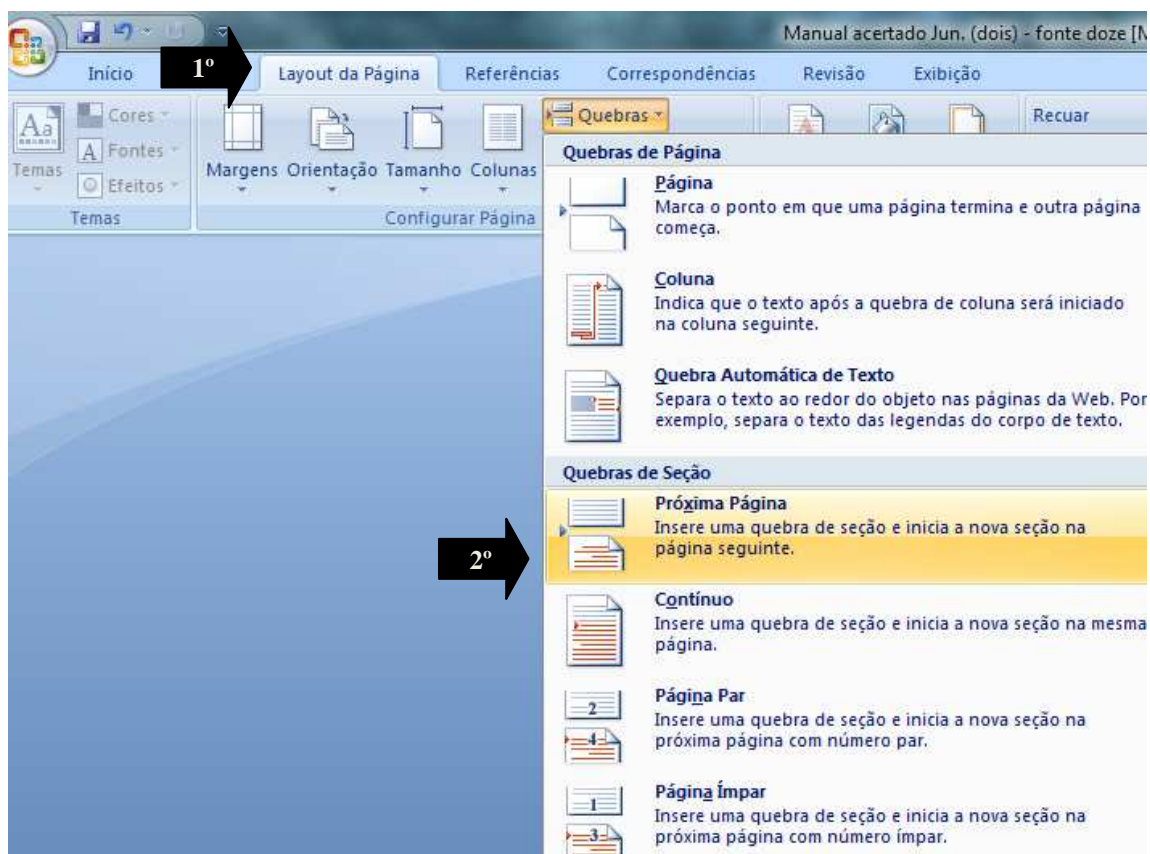 Manual acertado Jun. (dois) - fonte doze [M
Início
1º
Layout da Página
Referências
Correspondências
Revisão
Exibição
Aa
Cores
Fontes
Efeitos
Temas
Margens
Orientação
Tamanho
Colunas
Quebras
Recuar
Temas
Configurar Página
Quebras de Página
Página
Marca o ponto em que uma página termina e outra página
começa.
Coluna
Indica que o texto após a quebra de coluna será iniciado
na coluna seguinte.
Quebra Automática de Texto
Separa o texto ao redor do objeto nas páginas da Web. Por
exemplo, separa o texto das legendas do corpo de texto.
Quebras de Seção
2º
Próxima Página
Insere uma quebra de seção e inicia a nova seção na
página seguinte.
Contínuo
Insere uma quebra de seção e inicia a nova seção na mesma
página.
2
4
Página Par
Insere uma quebra de seção e inicia a nova seção na
próxima página com número par.
1
3
Página Ímpar
Insere uma quebra de seção e inicia a nova seção na
próxima página com número ímpar.